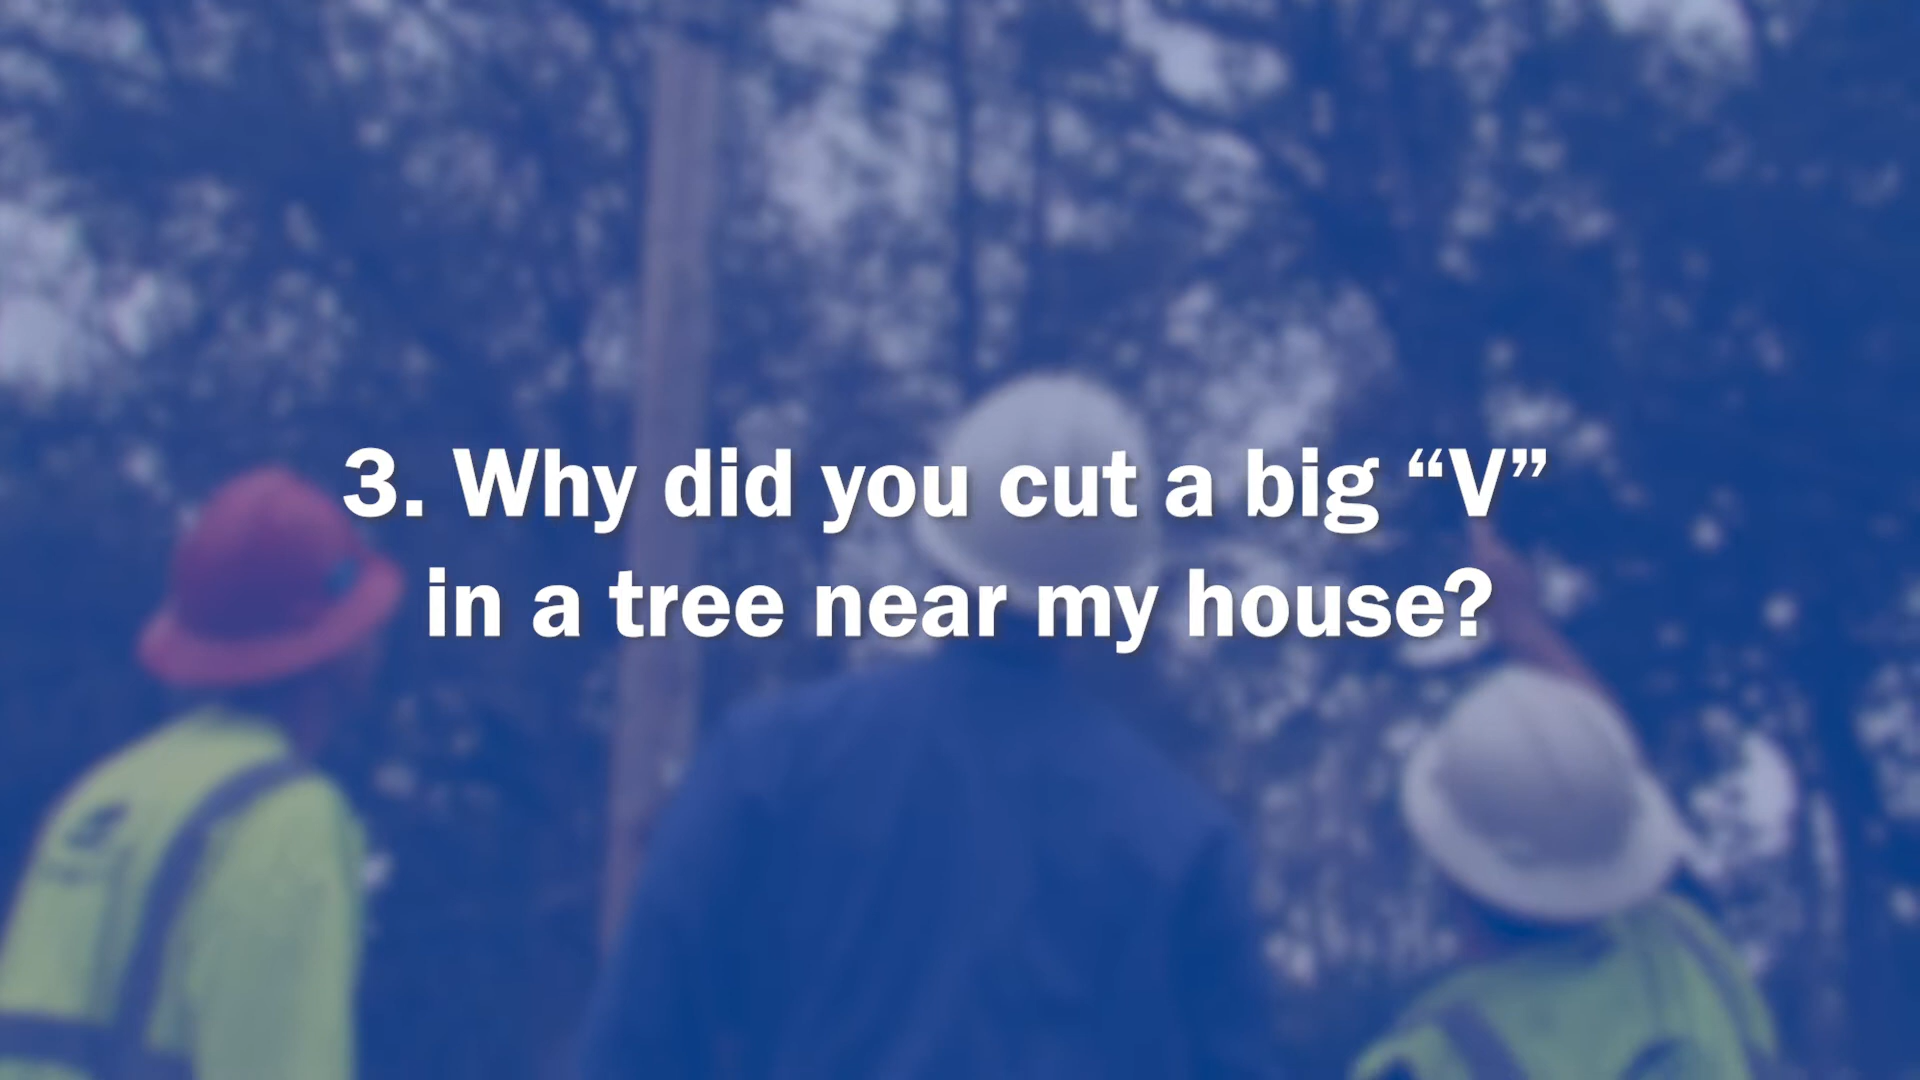 3. Why did you cut a big “V”
in a tree near my house?